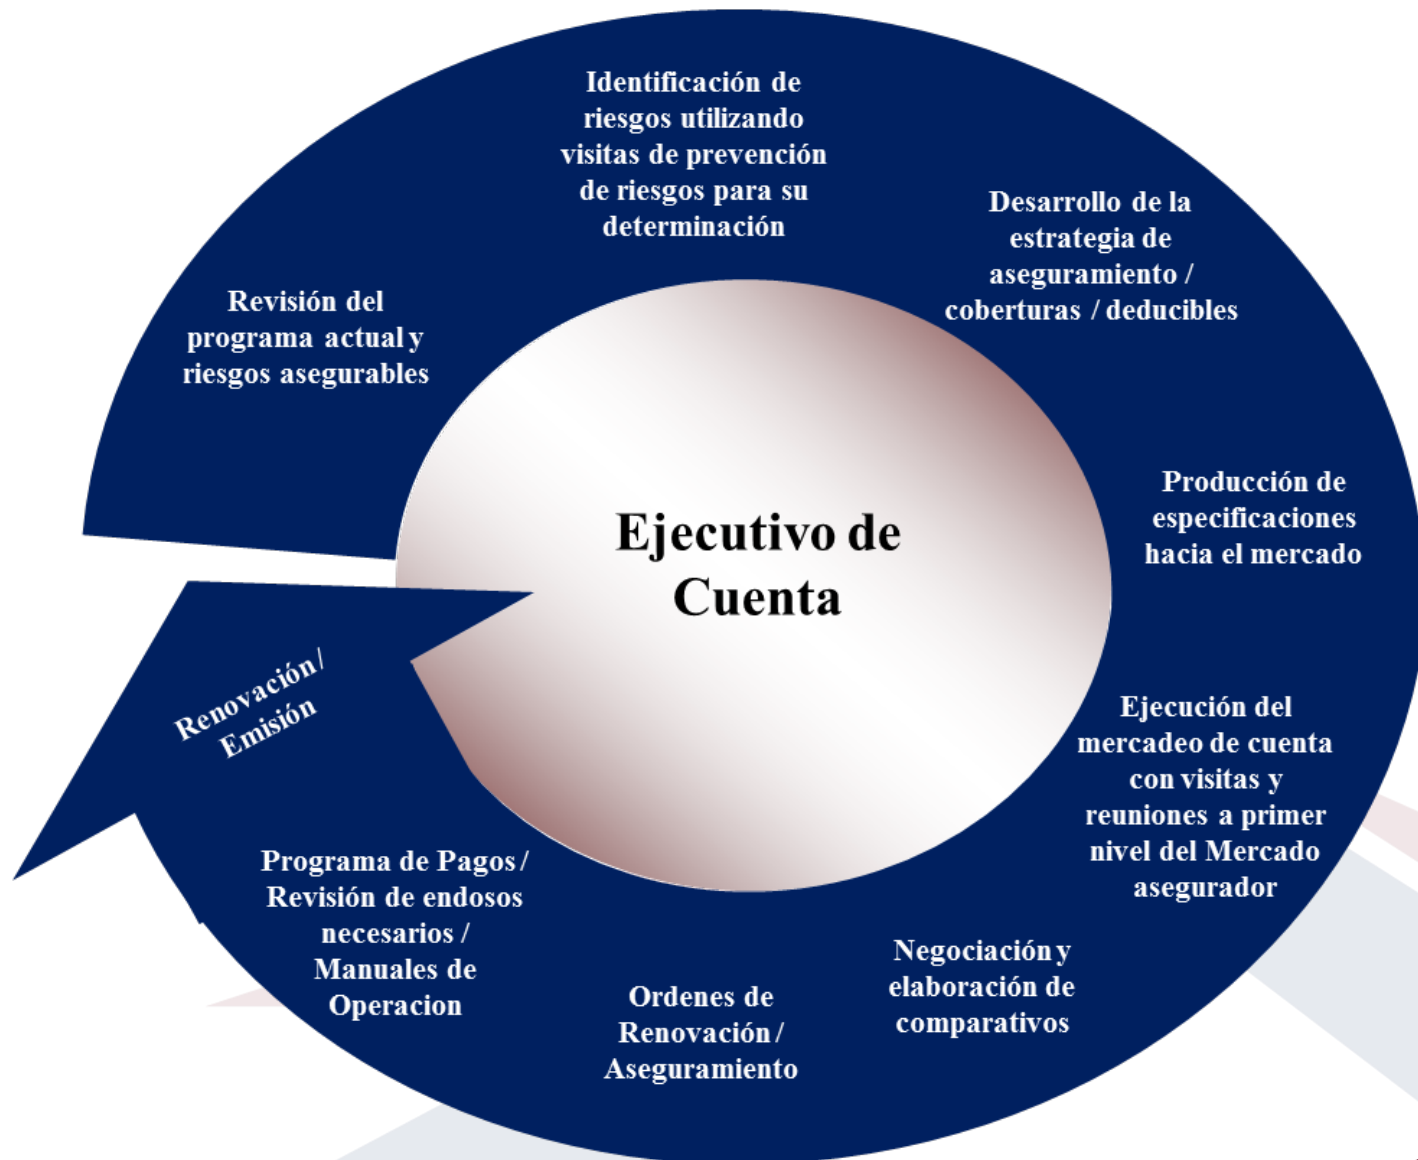 Identificación de
riesgos utilizando
visitas de prevención
de riesgos para su
determinación
Desarrollo de la
estrategia de
aseguramiento /
coberturas / deducibles
Revisión del
programa actual y
riesgos asegurables
Producción de
especificaciones
hacia el mercado
Ejecutivo de
Cuenta
Ejecución del
mercadeo de cuenta
con visitas y
reuniones a primer
nivel del Mercado
asegurador
Renovación /
Emisión
Programa de Pagos /
Revisión de endosos
necesarios /
Manuales de
Operacion
Negociación y
elaboración de
comparativos
Ordenes de
Renovación /
Aseguramiento